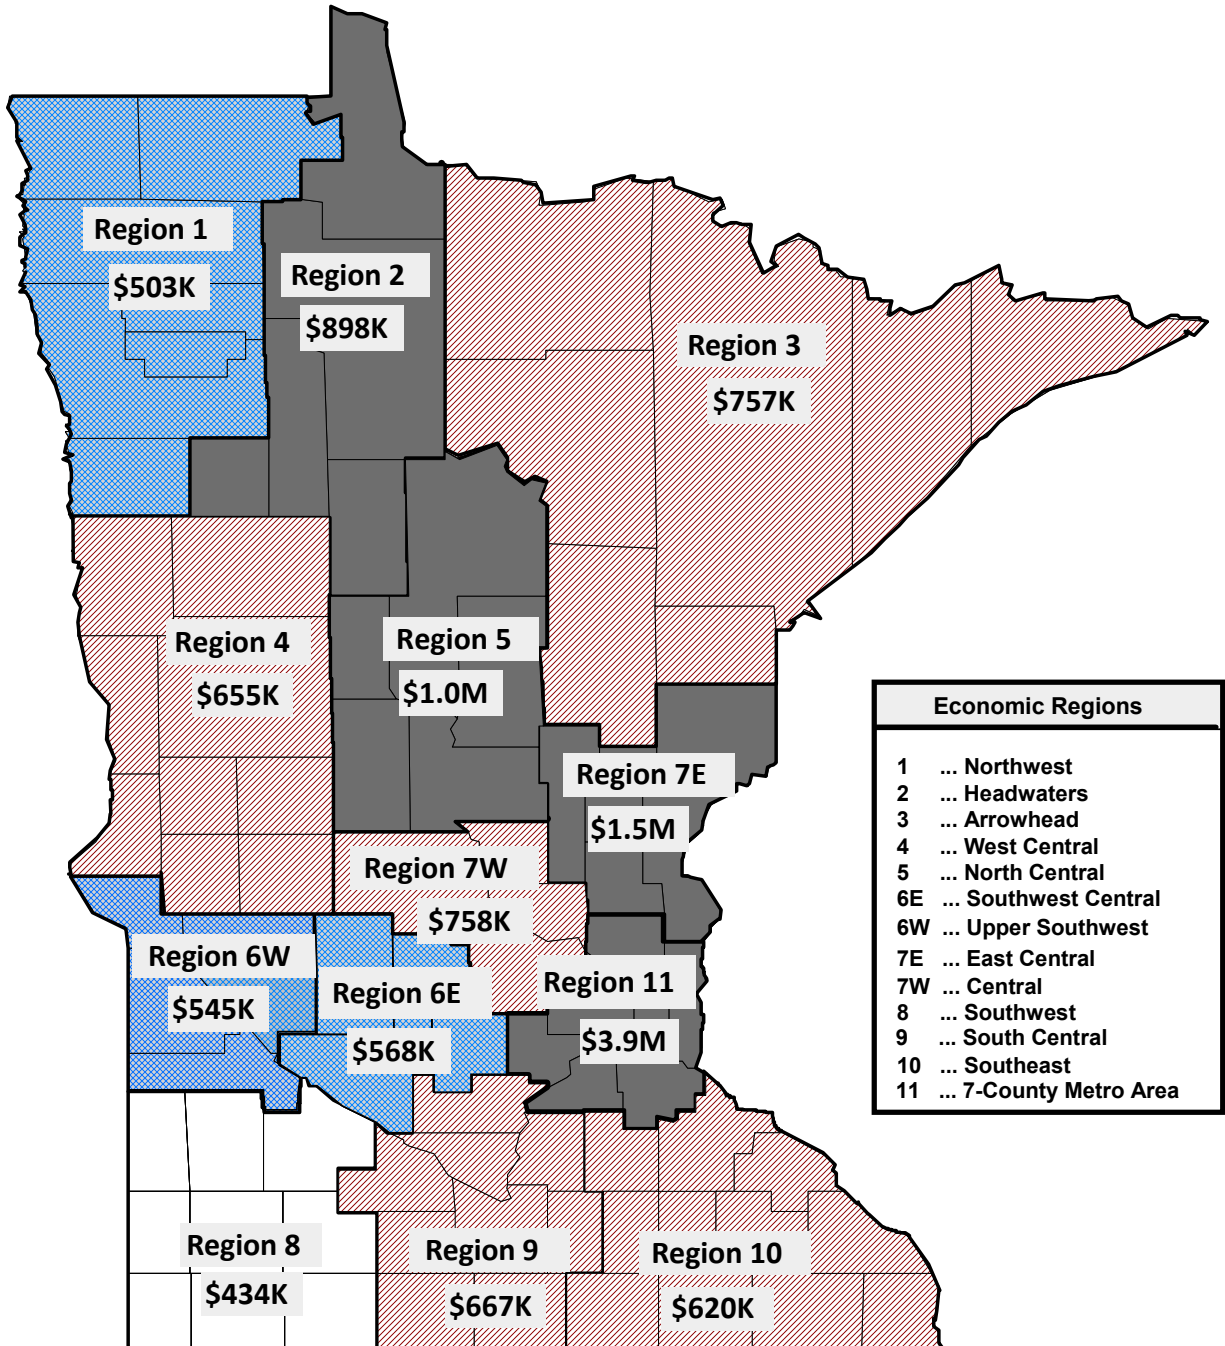 Region 1
$503K
Region 2
$898K
Region 3
$757K
Region 4
$655K
Region 5
$1.0M
Region 7E
$1.5M
Region 7W
$758K
Region 6W
$545K
Region 6E
$568K
Region 11
$3.9M
Region 8
$434K
Region 9
$667K
Region 10
$620K
Economic Regions
1 ... Northwest
2 ... Headwaters
3 ... Arrowhead
4 ... West Central
5 ... North Central
6E ... Southwest Central
6W ... Upper Southwest
7E ... East Central
7W ... Central
8 ... Southwest
9 ... South Central
10 ... Southeast
11 ... 7-County Metro Area